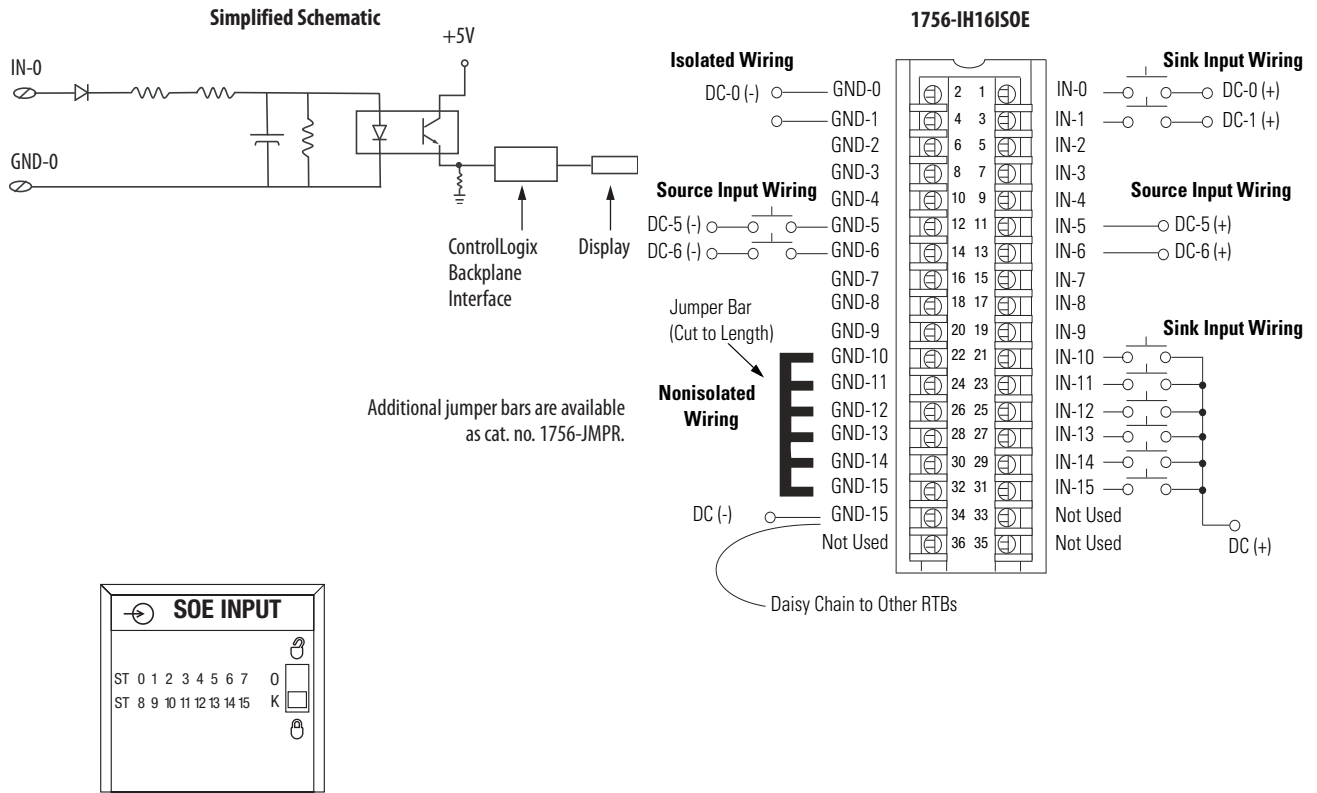 Simplified Schematic
+5V
IN-0
GND-0
ControlLogix
Backplane
Interface
Display
Additional jumper bars are available
as cat. no. 1756-JMPR.
1756-IH16ISOE
Isolated Wiring
Sink Input Wiring
DC-0 (-) GND-0 2 1 IN-0 DC-0 (+)
GND-1 4 3 IN-1 DC-1 (+)
GND-2 6 5 IN-2
GND-3 8 7 IN-3
Source Input Wiring
Source Input Wiring
GND-4 10 9 IN-4
DC-5 (-) GND-5 12 11 IN-5 DC-5 (+)
DC-6 (-) GND-6 14 13 IN-6 DC-6 (+)
GND-7 16 15 IN-7
GND-8 18 17 IN-8
Jumper Bar
(Cut to Length)
GND-9 20 19 IN-9
Sink Input Wiring
GND-10 22 21 IN-10
GND-11 24 23 IN-11
Nonisolated
Wiring
GND-12 26 25 IN-12
GND-13 28 27 IN-13
GND-14 30 29 IN-14
GND-15 32 31 IN-15
DC (-) GND-15 34 33 Not Used
Not Used 36 35 Not Used
DC (+)
Daisy Chain to Other RTBs
SOE INPUT
ST 0 1 2 3 4 5 6 7 O
ST 8 9 10 11 12 13 14 15 K